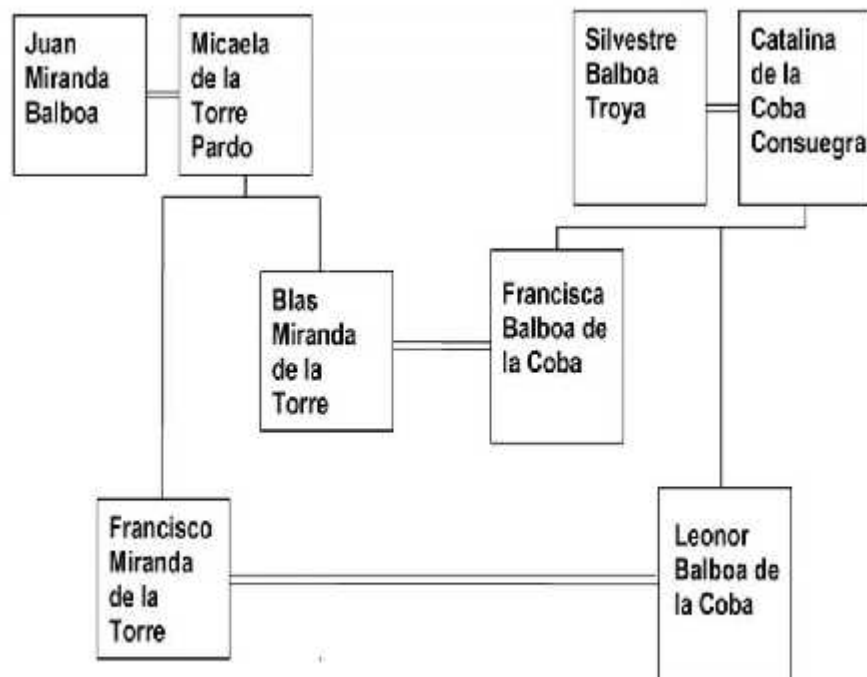 Juan
Miranda
Balboa
Micaela
de la
Torre
Pardo
Silvestre
Balboa
Troya
Catalina
de la
Coba
Consuegra
Blas
Miranda
de la
Torre
Francisca
Balboa de
la Coba
Francisco
Miranda
de la
Torre
Leonor
Balboa de
la Coba